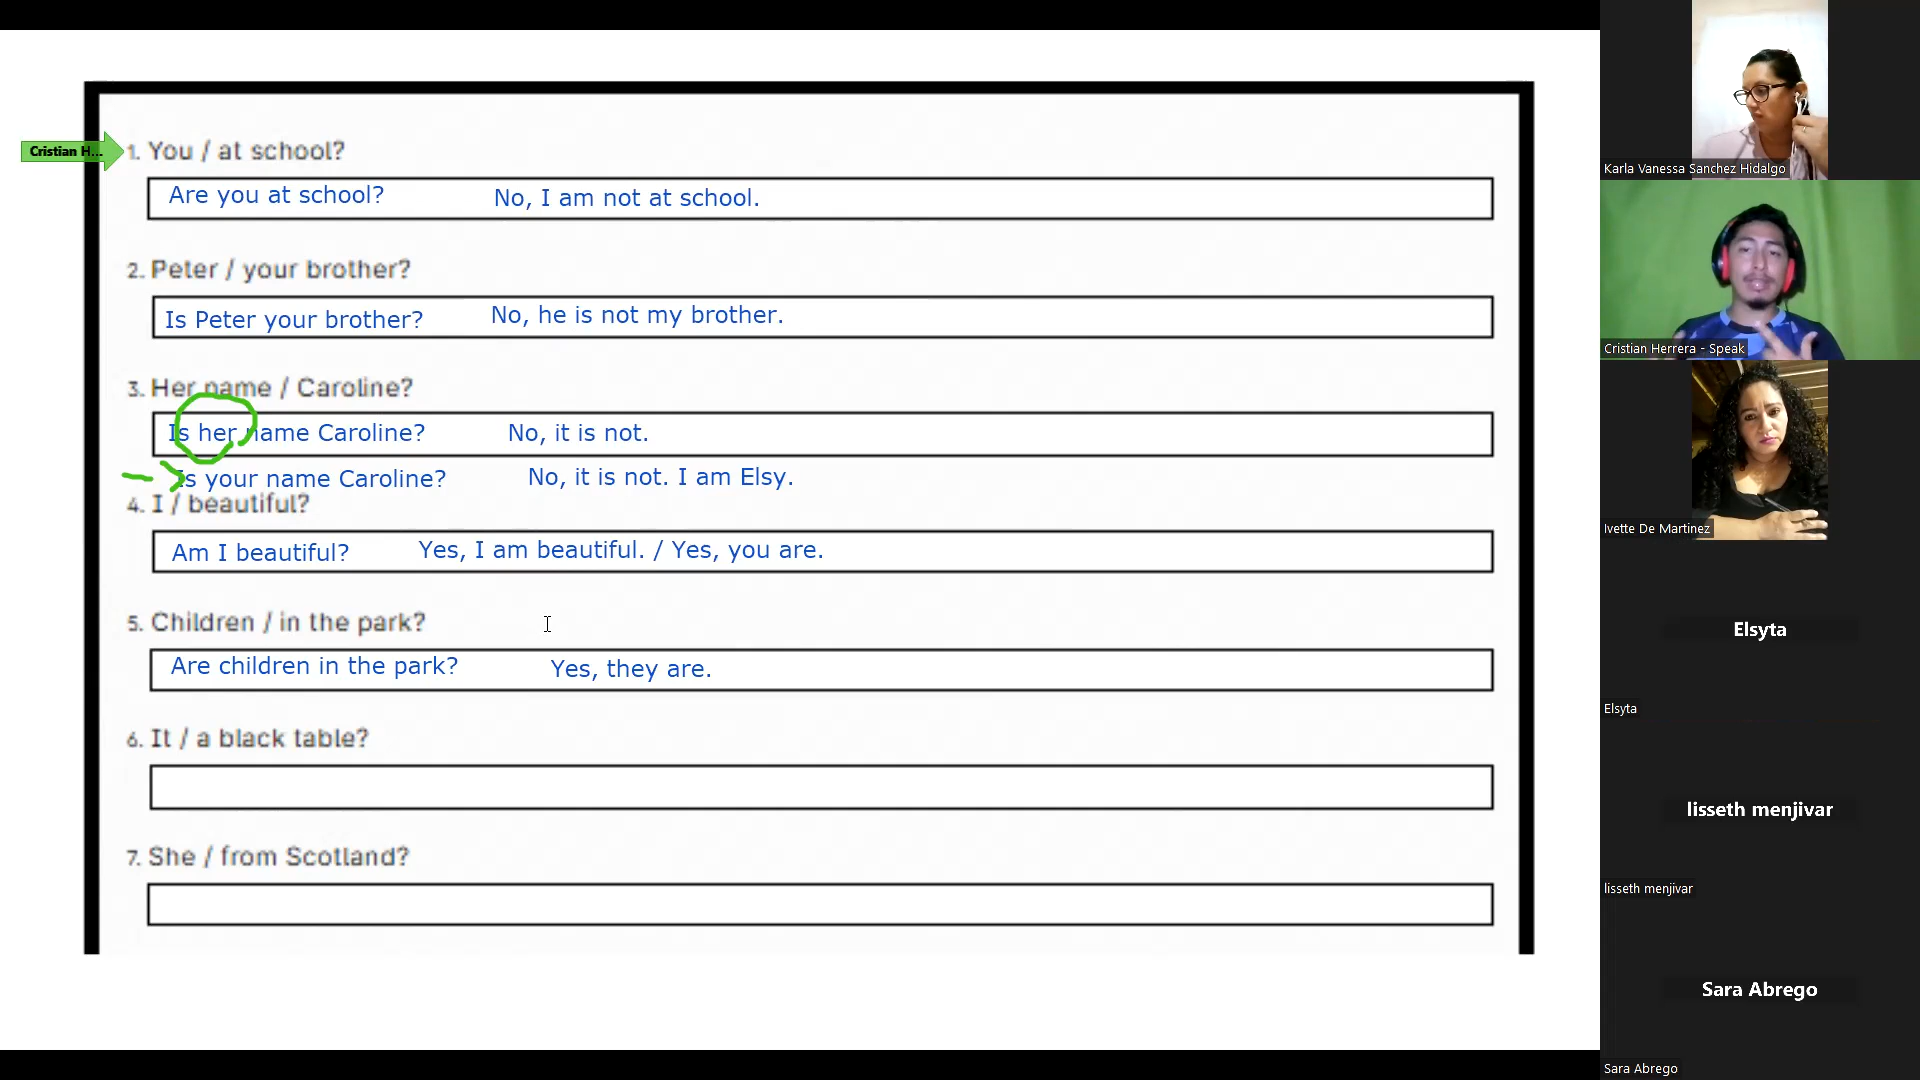 Cristian H...
1. You / at school?
Are you at school? No, I am not at school.
2. Peter / your brother?
Is Peter your brother? No, he is not my brother.
3. Her name / Caroline?
Is her name Caroline? No, it is not.
Is your name Caroline? No, it is not. I am Elsy.
4. I / beautiful?
Am I beautiful? Yes, I am beautiful. / Yes, you are.
5. Children / in the park?
Are children in the park? Yes, they are.
6. It / a black table?
7. She / from Scotland?
Karla Vanessa Sanchez Hidalgo
Cristian Herrera - Speak
Ivette De Martinez
Elsyta
Elsyta
lisseth menjivar
lisseth menjivar
Sara Abrego
Sara Abrego